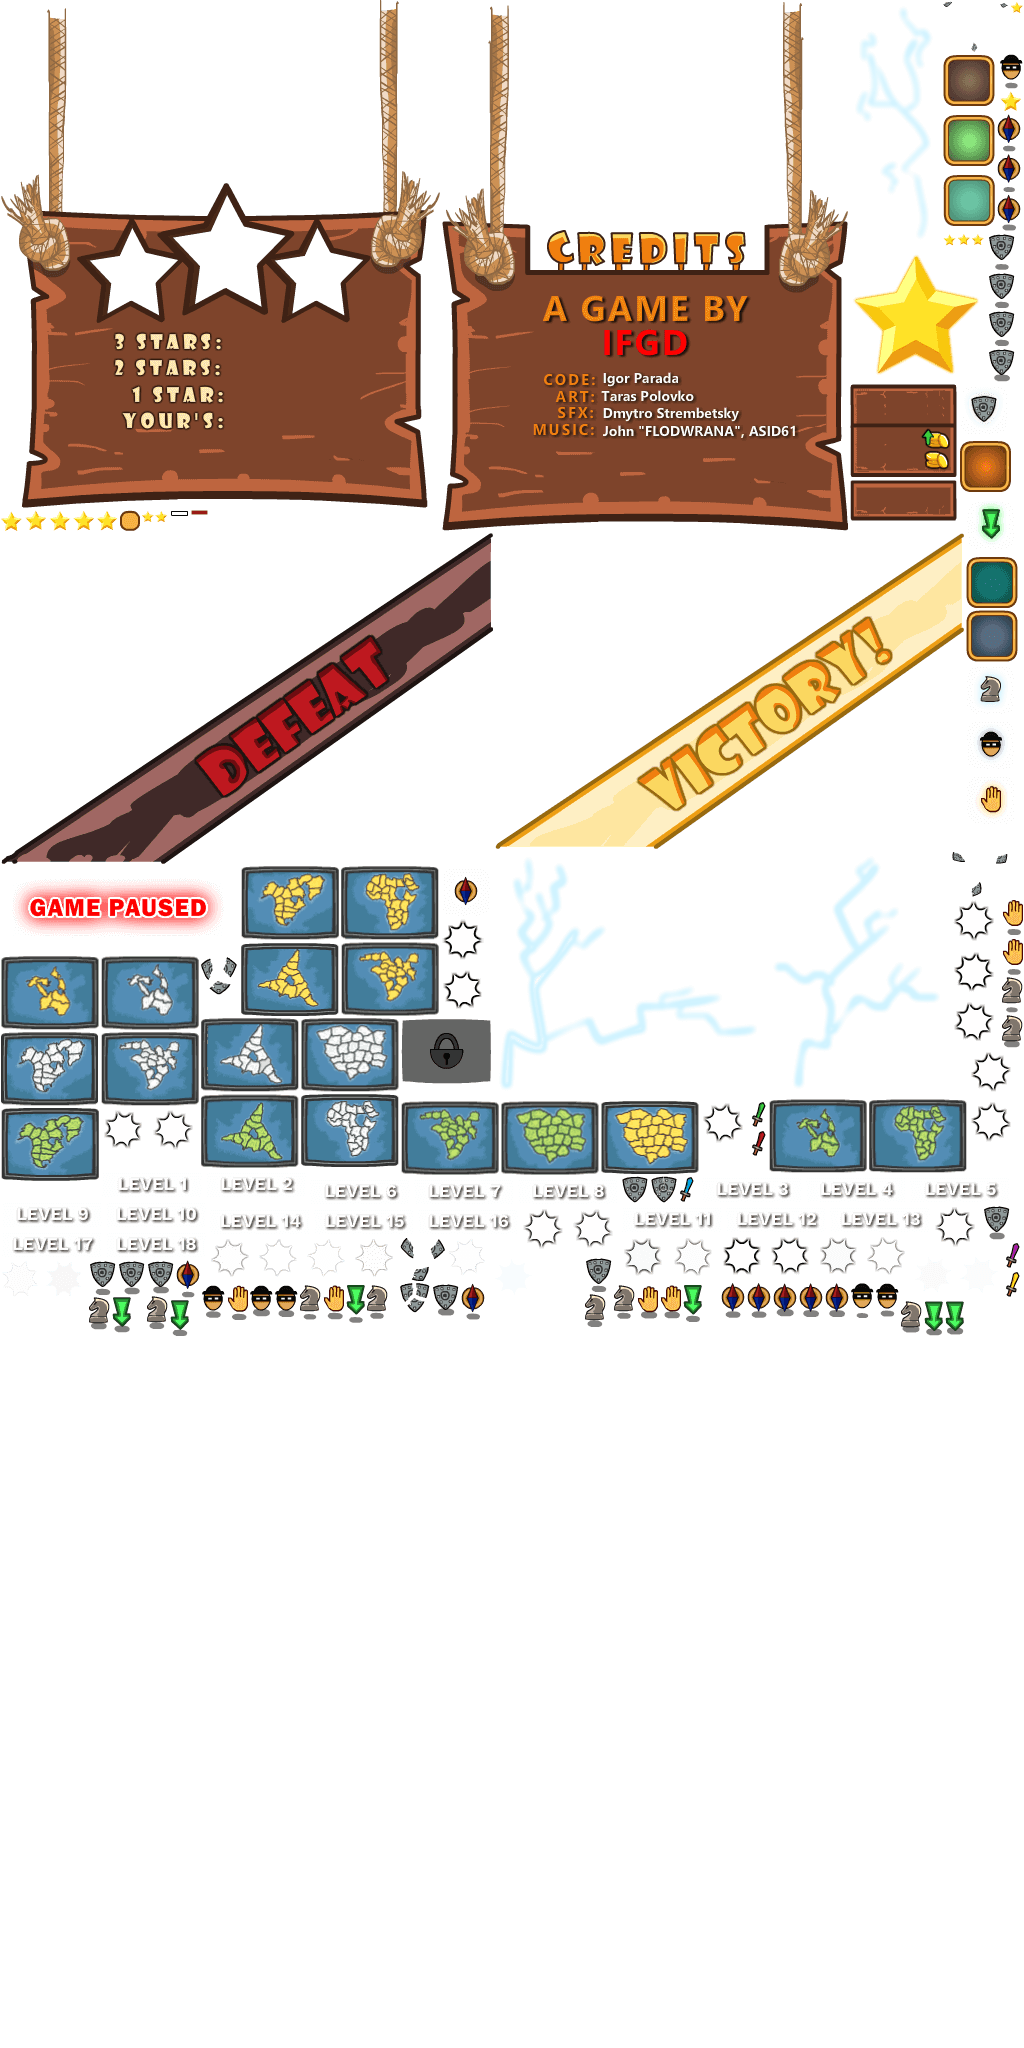 CREDITS
A GAME BY
IFGD
CODE: Igor Parada
ART: Taras Polovko
SFX: Dmytro Strembetsky
MUSIC: John "FLODWRANA", ASID61
3 STARS:
2 STARS:
1 STAR:
YOUR'S:
DEFEAT
VICTORY!
GAME PAUSED
LEVEL 1
LEVEL 2
LEVEL 6
LEVEL 7
LEVEL 8
LEVEL 3
LEVEL 4
LEVEL 5
LEVEL 9
LEVEL 10
LEVEL 14
LEVEL 15
LEVEL 16
LEVEL 11
LEVEL 12
LEVEL 13
LEVEL 17
LEVEL 18